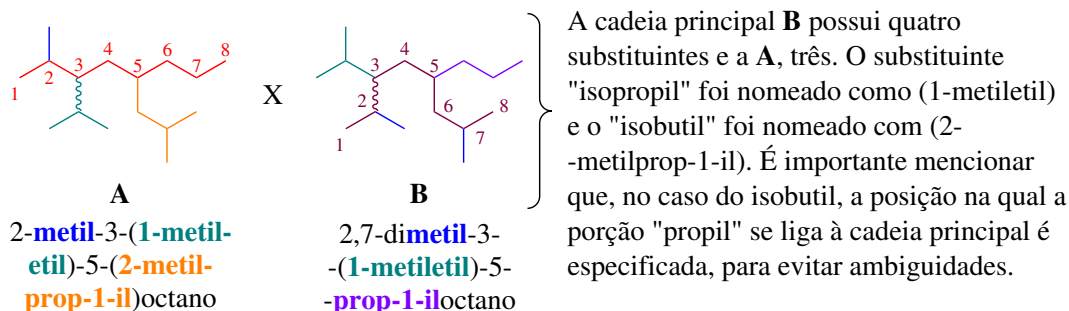 1
2
3
4
5
6
7
8
A
2-metil-3-(1-metil-
etil)-5-(2-metil-
prop-1-il)octano
X
1
2
3
4
5
6
7
8
B
2,7-dimetil-3-
-(1-metiletil)-5-
-prop-1-iloctano
A cadeia principal B possui quatro
substituintes e a A, três. O substituinte
"isopropil" foi nomeado como (1-metiletil)
e o "isobutil" foi nomeado com (2-
-metilprop-1-il). É importante mencionar
que, no caso do isobutil, a posição na qual a
porção "propil" se liga à cadeia principal é
especificada, para evitar ambiguidades.